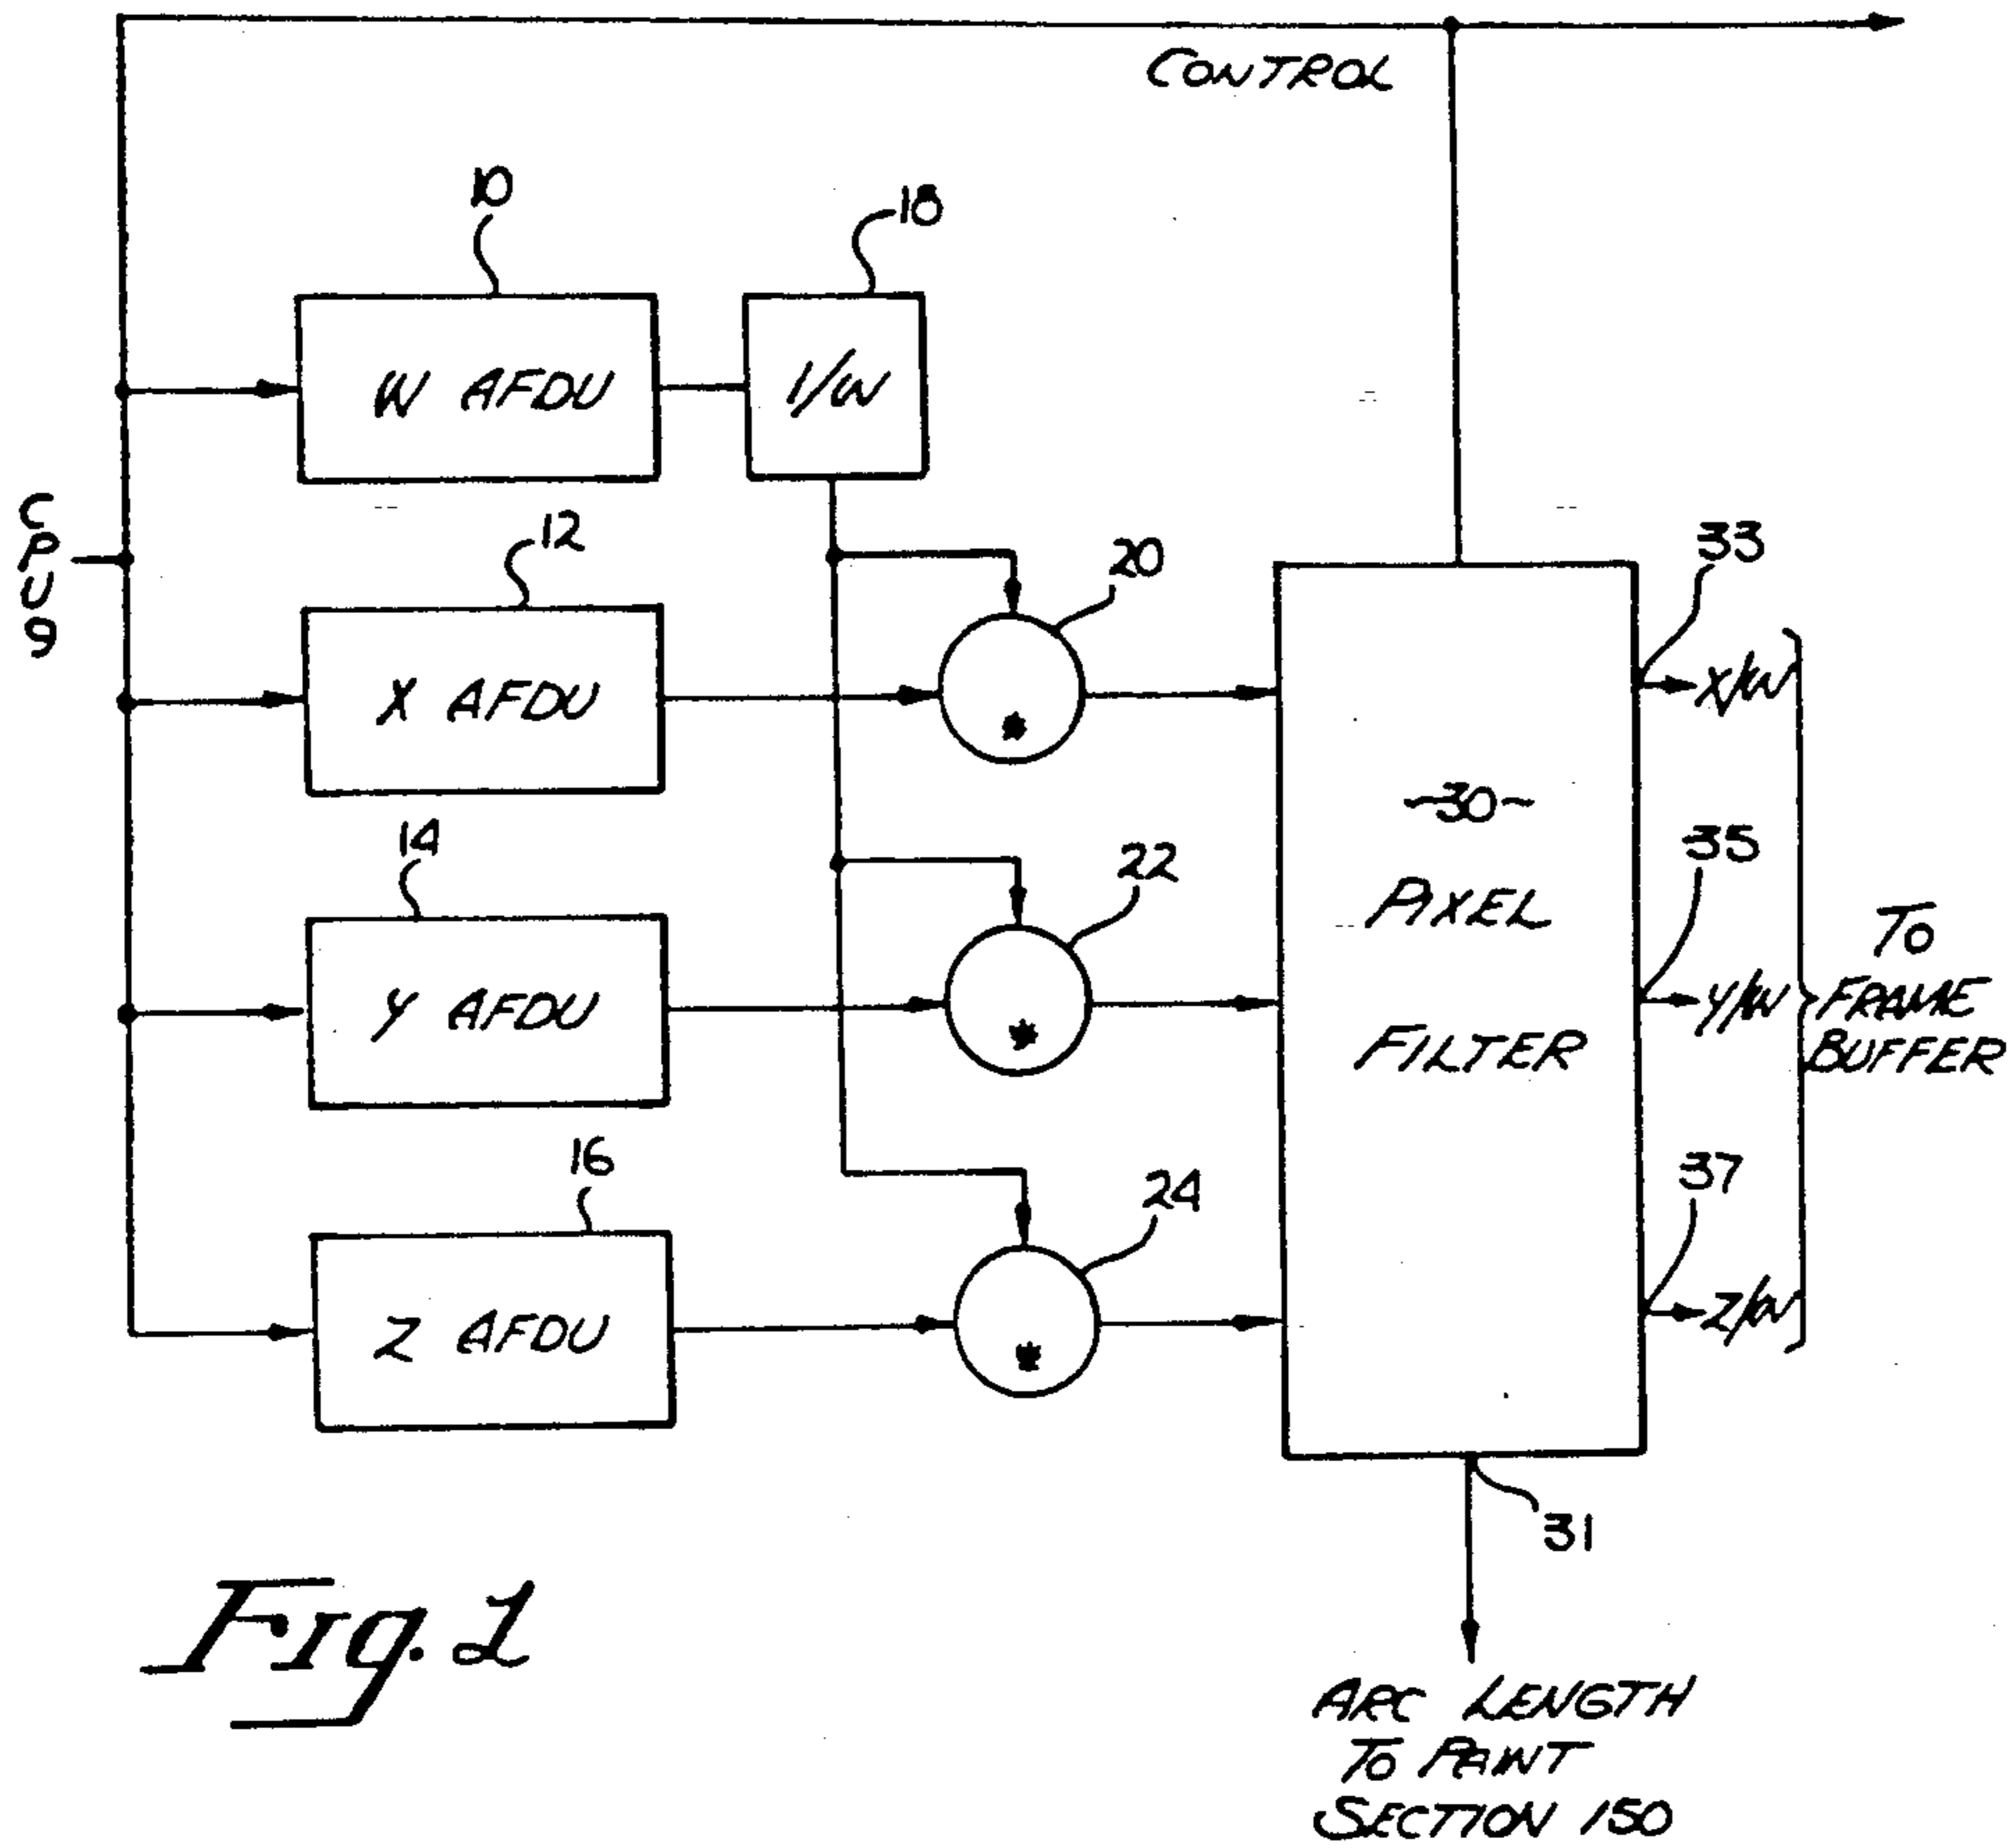 CONTROL
10
18
W AFDU
1/W
CPU
9
12
20
33
X AFDU
X/W
-30-
14
22
35
PIXEL
Y AFDU
Y/W
TO
FRAME
BUFFER
FILTER
16
24
37
Z AFDU
Z/W
*
*
*
31
Fig. 1
ARC LENGTH
TO PAINT
SECTION 150